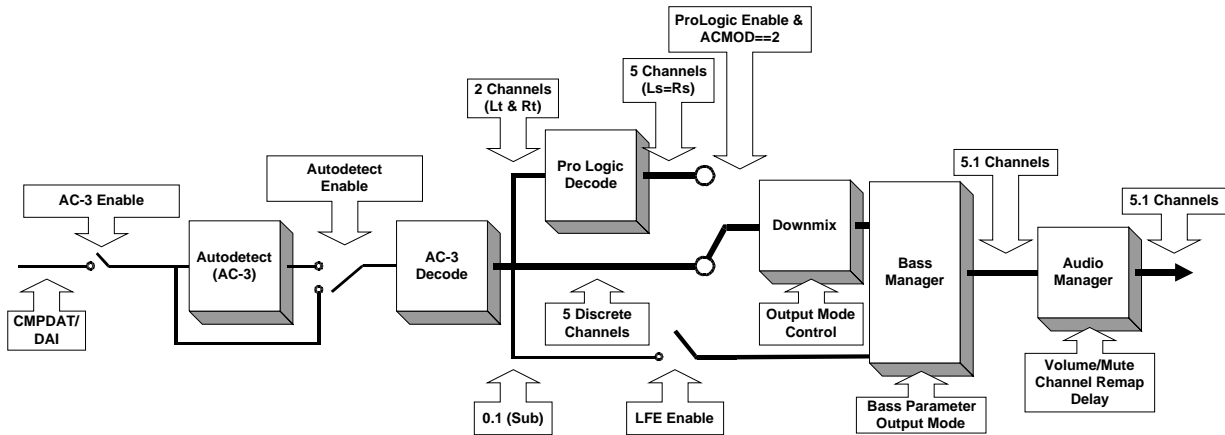 ProLogic Enable &
ACMOD==2
5 Channels
(Ls=Rs)
2 Channels
(Lt & Rt)
Pro Logic
Decode
Autodetect
Enable
5.1 Channels
5.1 Channels
AC-3 Enable
Autodetect
(AC-3)
AC-3
Decode
Downmix
Bass
Manager
Audio
Manager
CMPDAT/
DAI
5 Discrete
Channels
Output Mode
Control
Volume/Mute
Channel Remap
Delay
0.1 (Sub)
LFE Enable
Bass Parameter
Output Mode